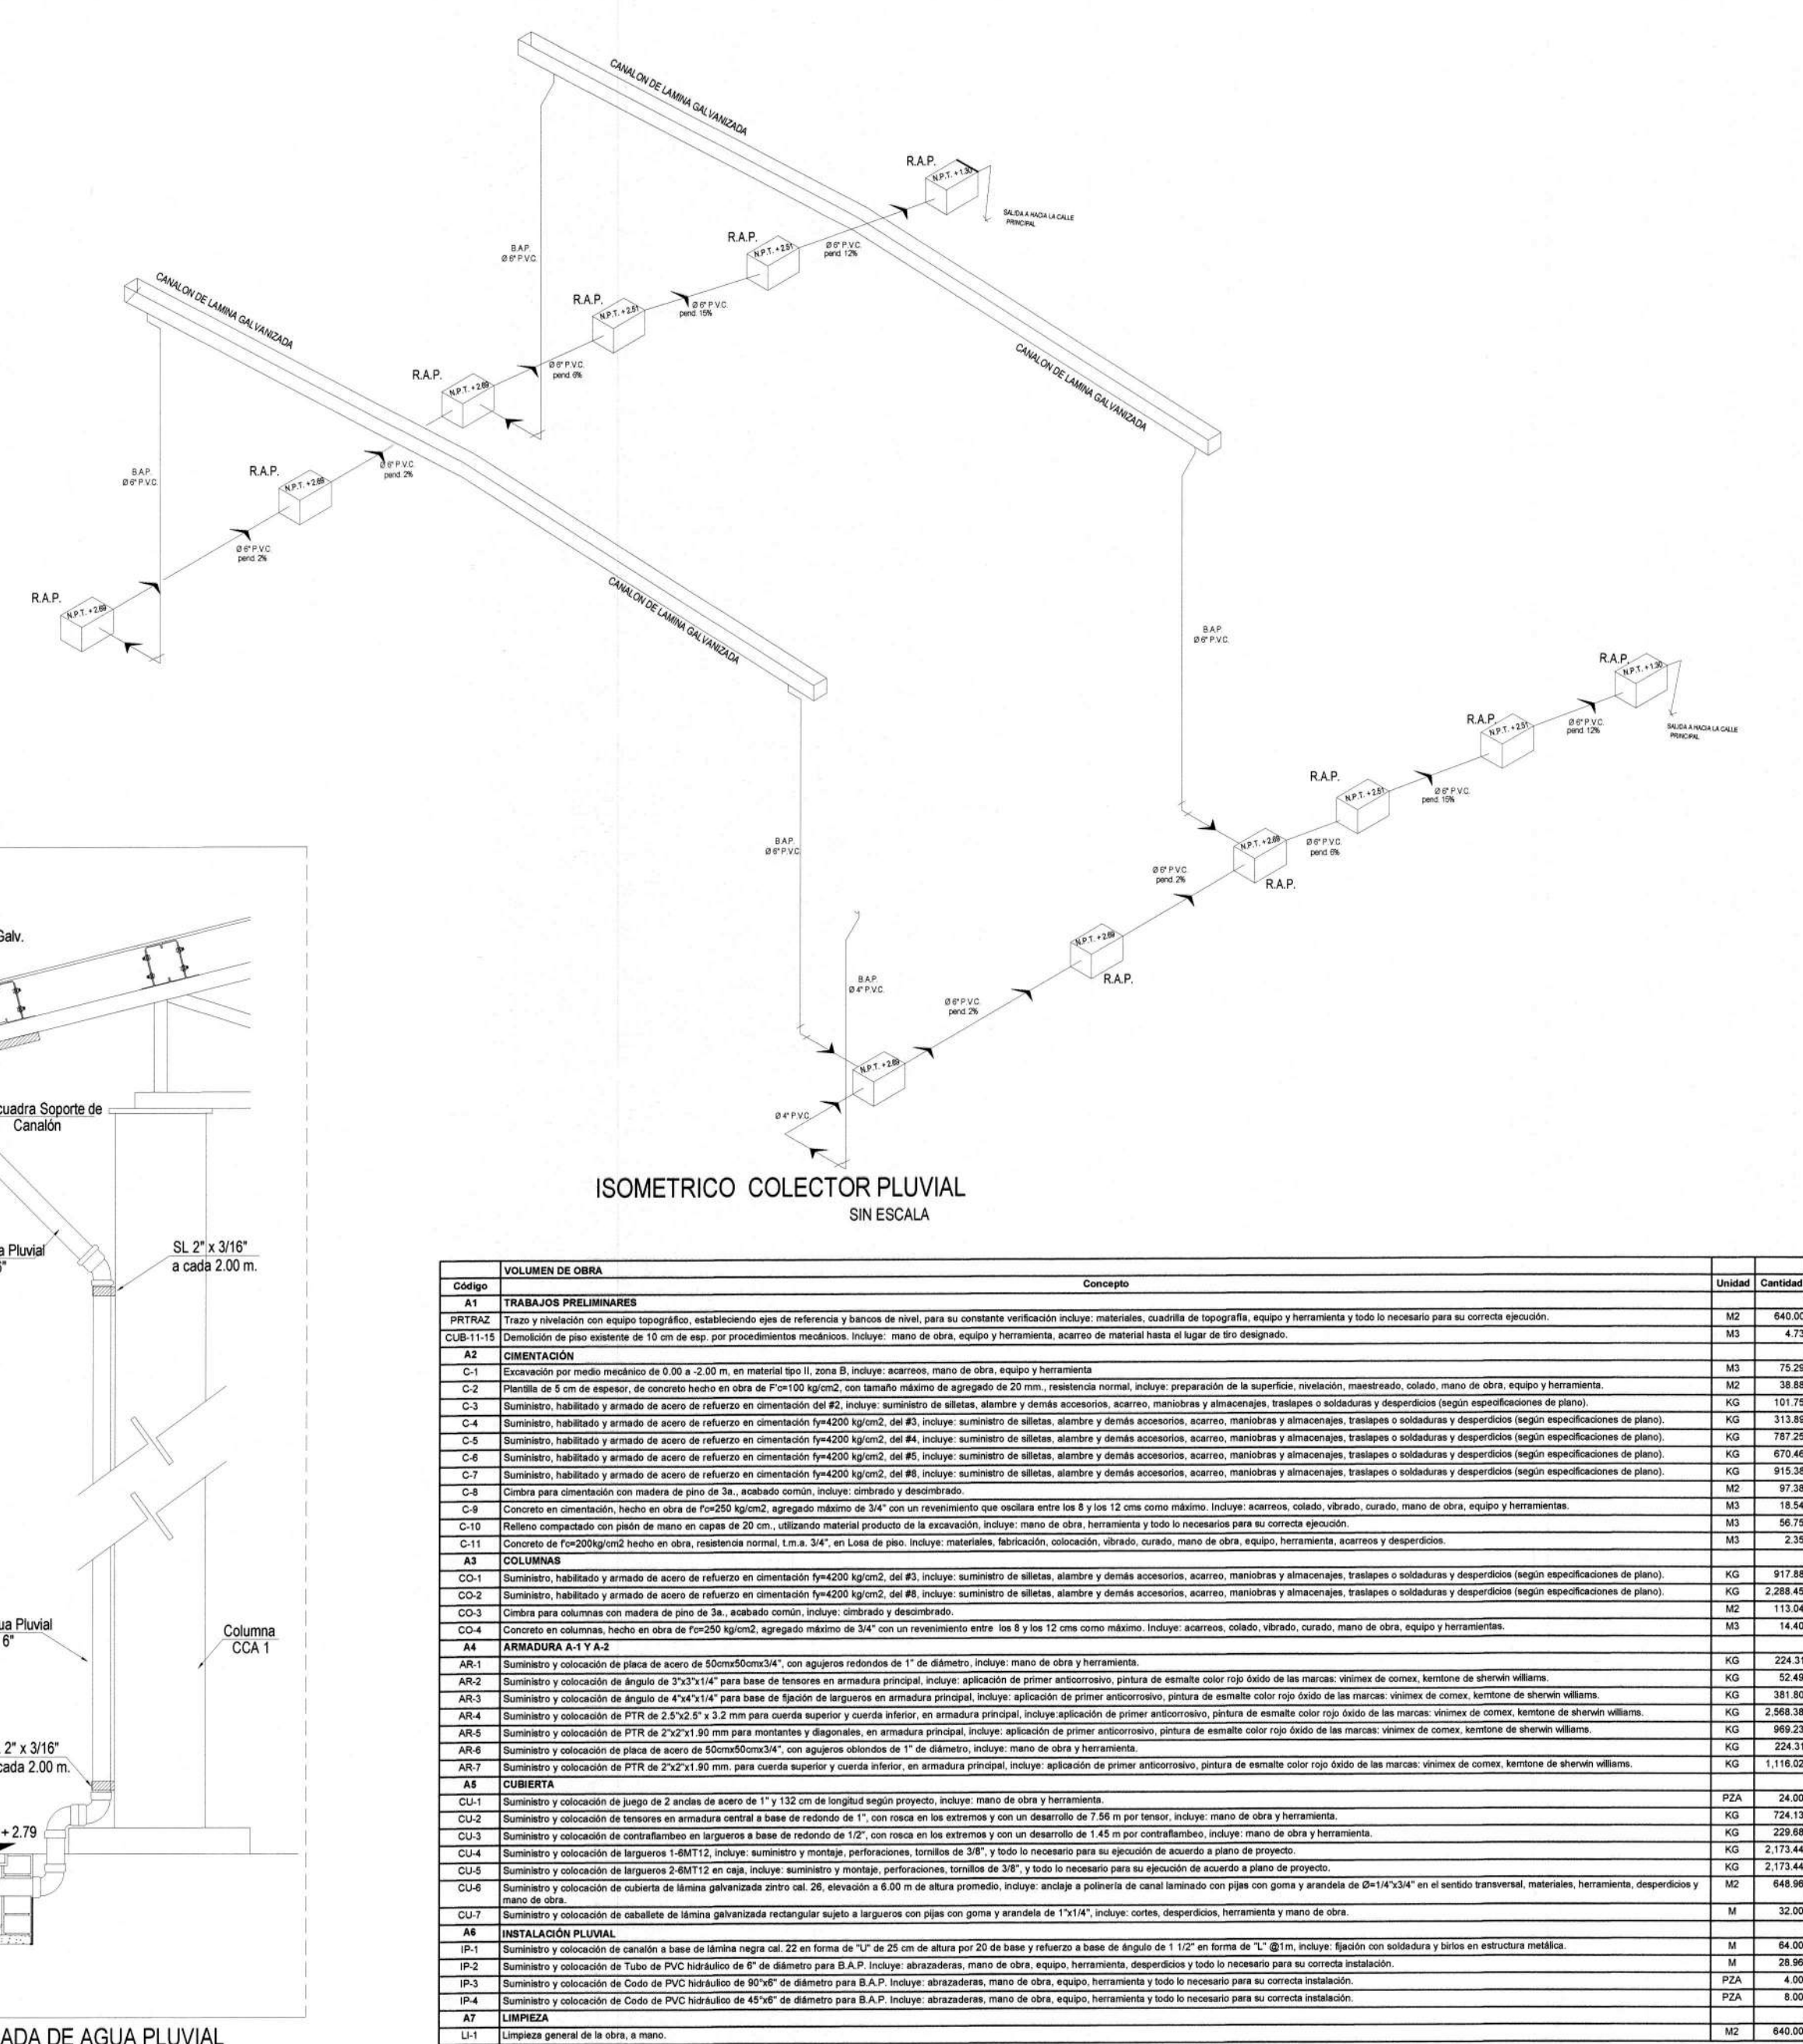 CANALON DE LAMINA GALVANIZADA
R.A.P.
N.P.T. +1.30
SALIDA A HACIA LA CALLE
PRINCIPAL
R.A.P.
N.P.T. +2.51
Ø 6" P.V.C.
pend. 12%
B.A.P.
Ø 6" P.V.C.
CANALON DE LAMINA GALVANIZADA
R.A.P.
N.P.T. +2.51
Ø 6" P.V.C.
pend. 15%
CANALON DE LAMINA GALVANIZADA
R.A.P.
N.P.T. +2.69
Ø 6" P.V.C.
pend. 6%
B.A.P.
Ø 6" P.V.C.
R.A.P.
N.P.T. +2.69
Ø 6" P.V.C.
pend. 2%
Ø 6" P.V.C.
pend. 2%
R.A.P.
N.P.T. +2.69
CANALON DE LAMINA GALVANIZADA
B.A.P.
Ø 6" P.V.C.
R.A.P.
N.P.T. +1.30
SALIDA A HACIA LA CALLE
PRINCIPAL
R.A.P.
N.P.T. +2.51
Ø 6" P.V.C.
pend. 12%
R.A.P.
N.P.T. +2.51
Ø 6" P.V.C.
pend. 15%
B.A.P.
Ø 6" P.V.C.
N.P.T. +2.69
R.A.P.
Ø 6" P.V.C.
pend. 6%
Ø 6" P.V.C.
pend. 2%
N.P.T. +2.69
R.A.P.
B.A.P.
Ø 4" P.V.C.
Ø 6" P.V.C.
pend. 2%
N.P.T. +2.69
Ø 4" P.V.C.
ISOMETRICO COLECTOR PLUVIAL
SIN ESCALA
Galv.
cuadra Soporte de
Canalón
a Pluvial
6"
SL 2" x 3/16"
a cada 2.00 m.
ua Pluvial
6"
Columna
CCA 1
2" x 3/16"
cada 2.00 m.
+ 2.79
ADA DE AGUA PLUVIAL
VOLUMEN DE OBRA
Código Concepto Unidad Cantidad
A1 TRABAJOS PRELIMINARES
PRTRAZ Trazo y nivelación con equipo topográfico, estableciendo ejes de referencia y bancos de nivel, para su constante verificación incluye: materiales, cuadrilla de topografía, equipo y herramienta y todo lo necesario para su correcta ejecución. M2 640.00
CUB-11-15 Demolición de piso existente de 10 cm de esp. por procedimientos mecánicos. Incluye: mano de obra, equipo y herramienta, acarreo de material hasta el lugar de tiro designado. M3 4.73
A2 CIMENTACIÓN
C-1 Excavación por medio mecánico de 0.00 a -2.00 m, en material tipo II, zona B, incluye: acarreos, mano de obra, equipo y herramienta M3 75.29
C-2 Plantilla de 5 cm de espesor, de concreto hecho en obra de F'c=100 kg/cm2, con tamaño máximo de agregado de 20 mm., resistencia normal, incluye: preparación de la superficie, nivelación, maestreado, colado, mano de obra, equipo y herramienta. M2 38.88
C-3 Suministro, habilitado y armado de acero de refuerzo en cimentación del #2, incluye: suministro de silletas, alambre y demás accesorios, acarreo, maniobras y almacenajes, traslapes o soldaduras y desperdicios (según especificaciones de plano). KG 101.75
C-4 Suministro, habilitado y armado de acero de refuerzo en cimentación fy=4200 kg/cm2, del #3, incluye: suministro de silletas, alambre y demás accesorios, acarreo, maniobras y almacenajes, traslapes o soldaduras y desperdicios (según especificaciones de plano). KG 313.89
C-5 Suministro, habilitado y armado de acero de refuerzo en cimentación fy=4200 kg/cm2, del #4, incluye: suministro de silletas, alambre y demás accesorios, acarreo, maniobras y almacenajes, traslapes o soldaduras y desperdicios (según especificaciones de plano). KG 787.25
C-6 Suministro, habilitado y armado de acero de refuerzo en cimentación fy=4200 kg/cm2, del #5, incluye: suministro de silletas, alambre y demás accesorios, acarreo, maniobras y almacenajes, traslapes o soldaduras y desperdicios (según especificaciones de plano). KG 670.46
C-7 Suministro, habilitado y armado de acero de refuerzo en cimentación fy=4200 kg/cm2, del #8, incluye: suministro de silletas, alambre y demás accesorios, acarreo, maniobras y almacenajes, traslapes o soldaduras y desperdicios (según especificaciones de plano). KG 915.38
C-8 Cimbra para cimentación con madera de pino de 3a., acabado común, incluye: cimbrado y descimbrado. M2 97.38
C-9 Concreto en cimentación, hecho en obra de f'c=250 kg/cm2, agregado máximo de 3/4" con un revenimiento que oscilara entre los 8 y los 12 cms como máximo. Incluye: acarreos, colado, vibrado, curado, mano de obra, equipo y herramientas. M3 18.54
C-10 Relleno compactado con pisón de mano en capas de 20 cm., utilizando material producto de la excavación, incluye: mano de obra, herramienta y todo lo necesarios para su correcta ejecución. M3 56.75
C-11 Concreto de f'c=200kg/cm2 hecho en obra, resistencia normal, t.m.a. 3/4", en Losa de piso. Incluye: materiales, fabricación, colocación, vibrado, curado, mano de obra, equipo, herramienta, acarreos y desperdicios. M3 2.35
A3 COLUMNAS
CO-1 Suministro, habilitado y armado de acero de refuerzo en cimentación fy=4200 kg/cm2, del #3, incluye: suministro de silletas, alambre y demás accesorios, acarreo, maniobras y almacenajes, traslapes o soldaduras y desperdicios (según especificaciones de plano). KG 917.88
CO-2 Suministro, habilitado y armado de acero de refuerzo en cimentación fy=4200 kg/cm2, del #8, incluye: suministro de silletas, alambre y demás accesorios, acarreo, maniobras y almacenajes, traslapes o soldaduras y desperdicios (según especificaciones de plano). KG 2,288.45
CO-3 Cimbra para columnas con madera de pino de 3a., acabado común, incluye: cimbrado y descimbrado. M2 113.04
CO-4 Concreto en columnas, hecho en obra de f'c=250 kg/cm2, agregado máximo de 3/4" con un revenimiento entre los 8 y los 12 cms como máximo. Incluye: acarreos, colado, vibrado, curado, mano de obra, equipo y herramientas. M3 14.40
A4 ARMADURA A-1 Y A-2
AR-1 Suministro y colocación de placa de acero de 50cmx50cmx3/4", con agujeros redondos de 1" de diámetro, incluye: mano de obra y herramienta. KG 224.31
AR-2 Suministro y colocación de ángulo de 3"x3"x1/4" para base de tensores en armadura principal, incluye: aplicación de primer anticorrosivo, pintura de esmalte color rojo óxido de las marcas: vinimex de comex, kemtone de sherwin williams. KG 52.49
AR-3 Suministro y colocación de ángulo de 4"x4"x1/4" para base de fijación de largueros en armadura principal, incluye: aplicación de primer anticorrosivo, pintura de esmalte color rojo óxido de las marcas: vinimex de comex, kemtone de sherwin williams. KG 381.80
AR-4 Suministro y colocación de PTR de 2.5"x2.5" x 3.2 mm para cuerda superior y cuerda inferior, en armadura principal, incluye:aplicación de primer anticorrosivo, pintura de esmalte color rojo óxido de las marcas: vinimex de comex, kemtone de sherwin williams. KG 2,568.38
AR-5 Suministro y colocación de PTR de 2"x2"x1.90 mm para montantes y diagonales, en armadura principal, incluye: aplicación de primer anticorrosivo, pintura de esmalte color rojo óxido de las marcas: vinimex de comex, kemtone de sherwin williams. KG 969.23
AR-6 Suministro y colocación de placa de acero de 50cmx50cmx3/4", con agujeros oblondos de 1" de diámetro, incluye: mano de obra y herramienta. KG 224.31
AR-7 Suministro y colocación de PTR de 2"x2"x1.90 mm. para cuerda superior y cuerda inferior, en armadura principal, incluye: aplicación de primer anticorrosivo, pintura de esmalte color rojo óxido de las marcas: vinimex de comex, kemtone de sherwin williams. KG 1,116.02
A5 CUBIERTA
CU-1 Suministro y colocación de juego de 2 anclas de acero de 1" y 132 cm de longitud según proyecto, incluye: mano de obra y herramienta. PZA 24.00
CU-2 Suministro y colocación de tensores en armadura central a base de redondo de 1", con rosca en los extremos y con un desarrollo de 7.56 m por tensor, incluye: mano de obra y herramienta. KG 724.13
CU-3 Suministro y colocación de contraflambeo en largueros a base de redondo de 1/2", con rosca en los extremos y con un desarrollo de 1.45 m por contraflambeo, incluye: mano de obra y herramienta. KG 229.68
CU-4 Suministro y colocación de largueros 1-6MT12, incluye: suministro y montaje, perforaciones, tornillos de 3/8", y todo lo necesario para su ejecución de acuerdo a plano de proyecto. KG 2,173.44
CU-5 Suministro y colocación de largueros 2-6MT12 en caja, incluye: suministro y montaje, perforaciones, tornillos de 3/8", y todo lo necesario para su ejecución de acuerdo a plano de proyecto. KG 2,173.44
CU-6 Suministro y colocación de cubierta de lámina galvanizada zintro cal. 26, elevación a 6.00 m de altura promedio, incluye: anclaje a polinería de canal laminado con pijas con goma y arandela de Ø=1/4"x3/4" en el sentido transversal, materiales, herramienta, desperdicios y M2 648.96
mano de obra.
CU-7 Suministro y colocación de caballete de lámina galvanizada rectangular sujeto a largueros con pijas con goma y arandela de 1"x1/4", incluye: cortes, desperdicios, herramienta y mano de obra. M 32.00
A6 INSTALACIÓN PLUVIAL
IP-1 Suministro y colocación de canalón a base de lámina negra cal. 22 en forma de "U" de 25 cm de altura por 20 de base y refuerzo a base de ángulo de 1 1/2" en forma de "L" @1m, incluye: fijación con soldadura y birlos en estructura metálica. M 64.00
IP-2 Suministro y colocación de Tubo de PVC hidráulico de 6" de diámetro para B.A.P. Incluye: abrazaderas, mano de obra, equipo, herramienta, desperdicios y todo lo necesario para su correcta instalación. M 28.96
IP-3 Suministro y colocación de Codo de PVC hidráulico de 90°x6" de diámetro para B.A.P. Incluye: abrazaderas, mano de obra, equipo, herramienta y todo lo necesario para su correcta instalación. PZA 4.00
IP-4 Suministro y colocación de Codo de PVC hidráulico de 45°x6" de diámetro para B.A.P. Incluye: abrazaderas, mano de obra, equipo, herramienta y todo lo necesario para su correcta instalación. PZA 8.00
A7 LIMPIEZA
LI-1 Limpieza general de la obra, a mano. M2 640.00